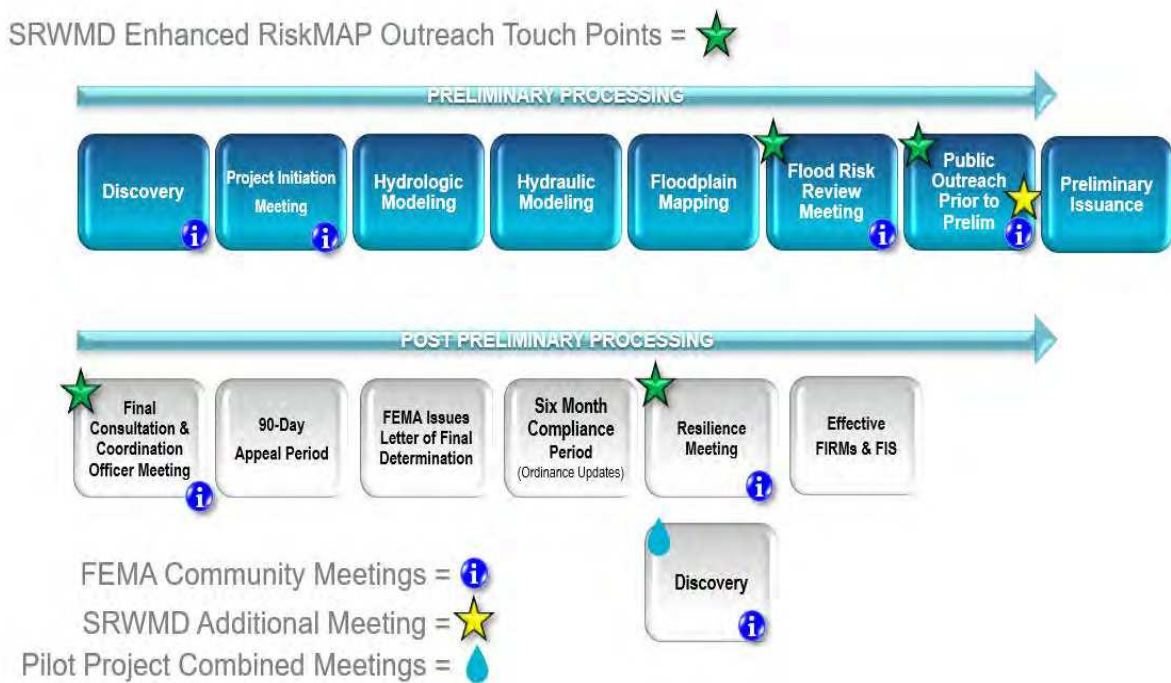 SRWMD Enhanced RiskMAP Outreach Touch Points =
PRELIMINARY PROCESSING
Discovery
i
Project Initiation
Meeting
i
Hydrologic
Modeling
Hydraulic
Modeling
Floodplain
Mapping
Flood Risk
Review
Meeting
i
Public
Outreach
Prior to
Prelim
i
Preliminary
Issuance
POST PRELIMINARY PROCESSING
Final
Consultation &
Coordination
Officer Meeting
i
90-Day
Appeal Period
FEMA Issues
Letter of Final
Determination
Six Month
Compliance
Period
(Ordinance Updates)
Resilience
Meeting
i
Effective
FIRMs & FIS
Discovery
i
FEMA Community Meetings = i
SRWMD Additional Meeting =
Pilot Project Combined Meetings =